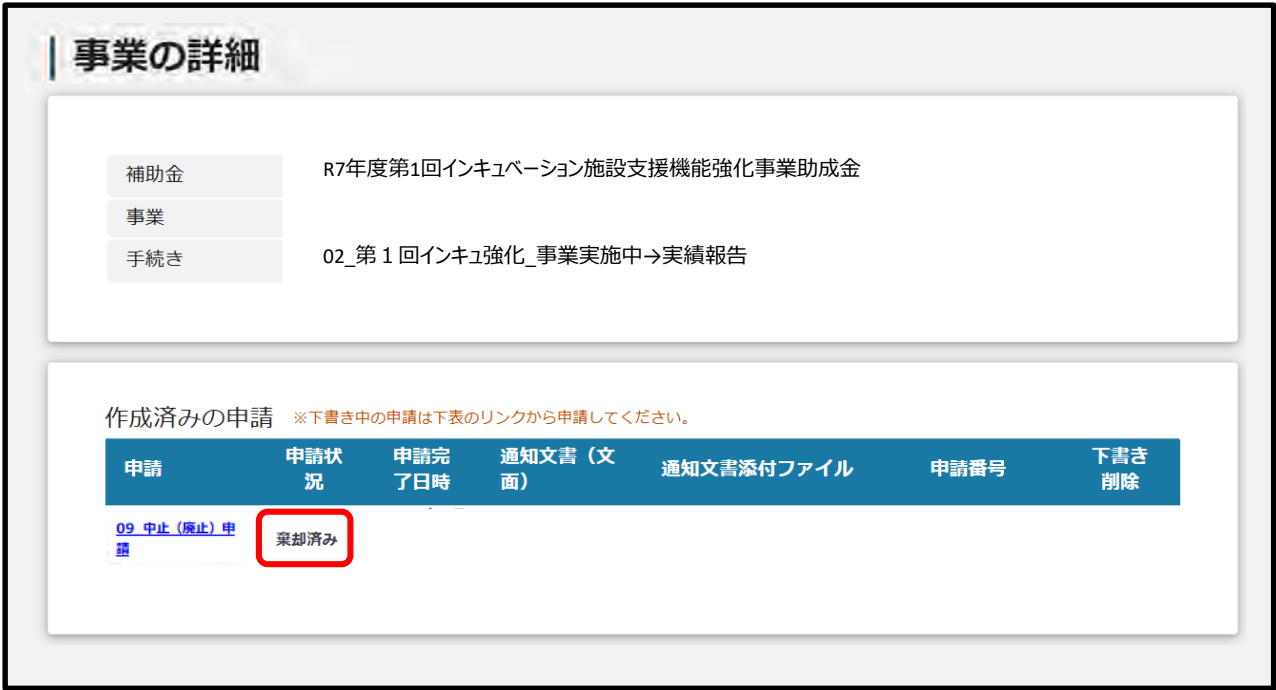 事業の詳細
補助金 R7年度第1回インキュベーション施設支援機能強化事業助成金
事業
手続き 02_第１回インキュ強化_事業実施中→実績報告
作成済みの申請 ※下書き中の申請は下表のリンクから申請してください。
申請 申請状況 申請完了日時 通知文書（文面） 通知文書添付ファイル 申請番号 下書き削除
09_中止（廃止）申請 棄却済み